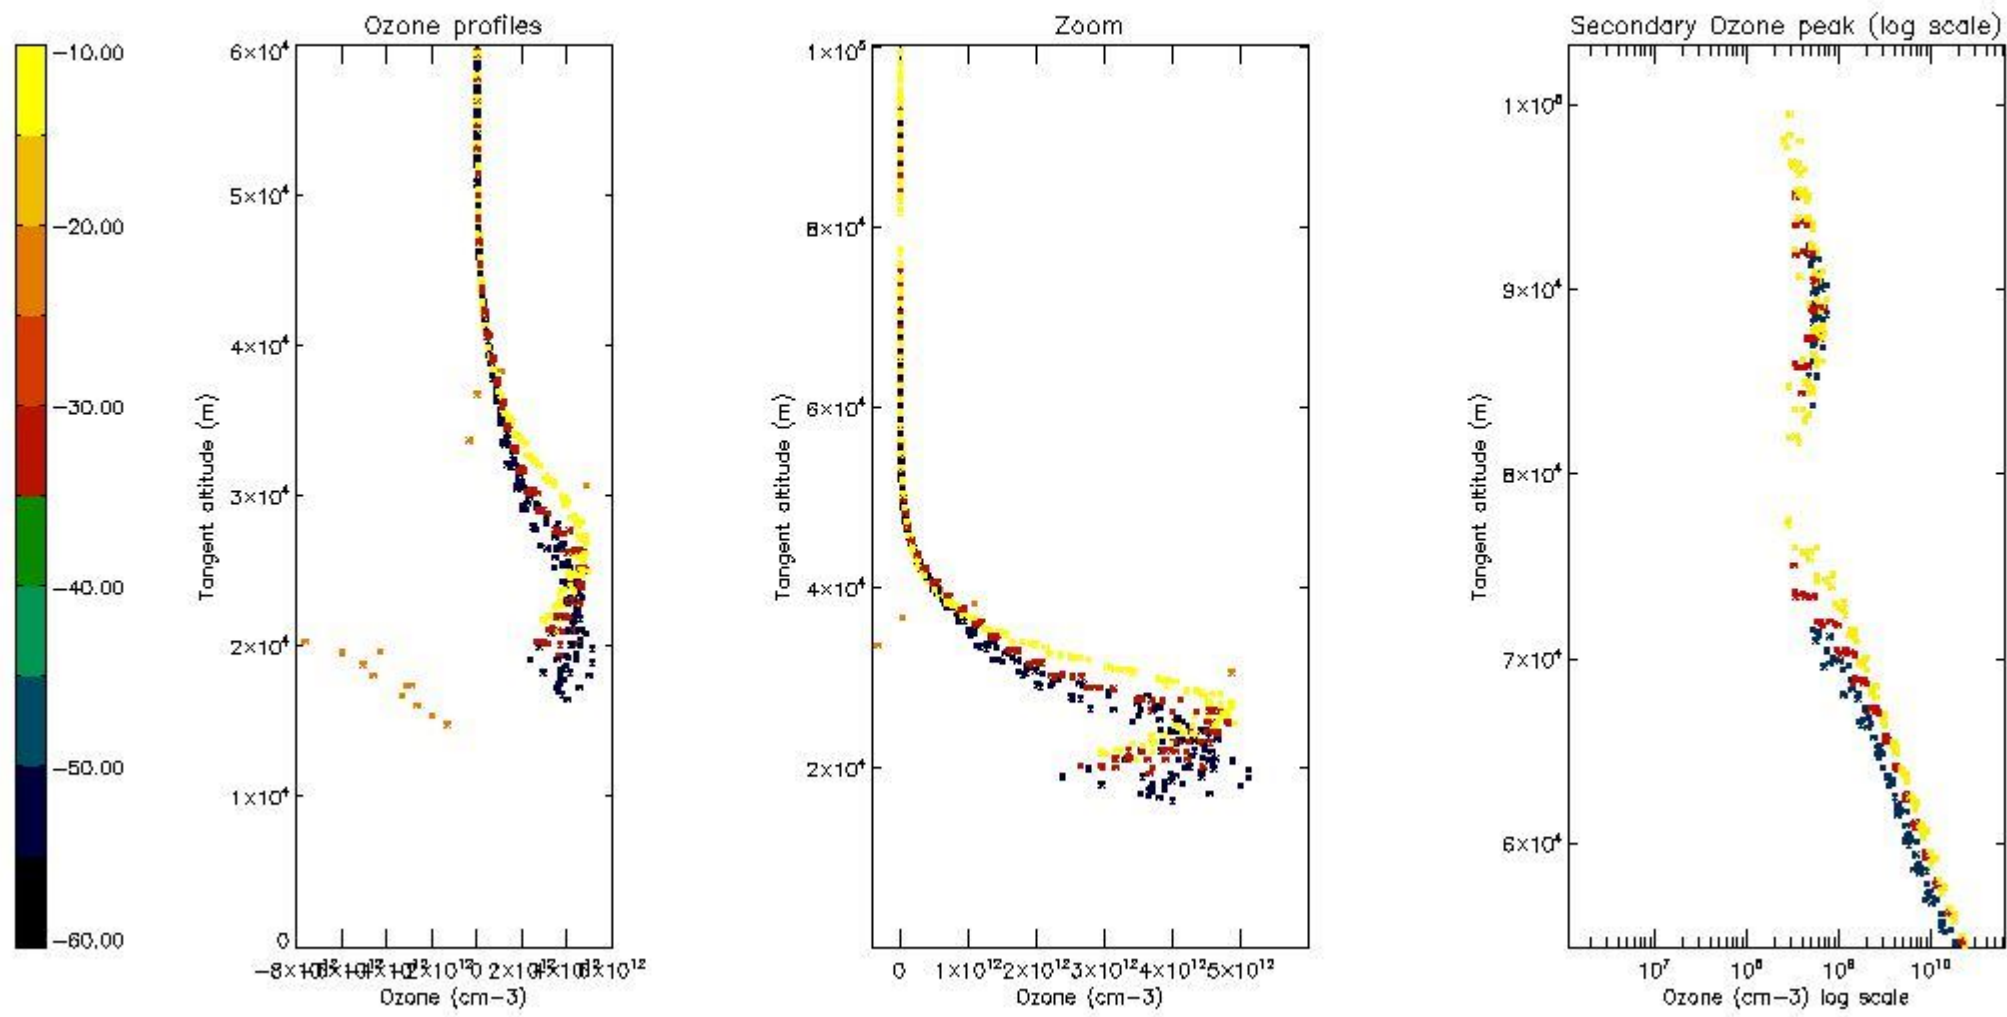 Ozone profiles
Zoom
Secondary Ozone peak (log scale)
-10.00
-20.00
-30.00
-40.00
-50.00
-60.00
6×10⁴
5×10⁴
4×10⁴
3×10⁴
2×10⁴
1×10⁴
0
Tangent altitude (m)
0
6×10¹²
Ozone (cm-3)
1×10⁵
8×10⁴
6×10⁴
4×10⁴
2×10⁴
Tangent altitude (m)
0 1×10¹² 2×10¹² 3×10¹² 4×10¹² 5×10¹²
Ozone (cm-3)
9×10⁴
8×10⁴
7×10⁴
6×10⁴
Tangent altitude (m)
10⁷ 10⁸ 10⁹ 10¹⁰
Ozone (cm-3) log scale